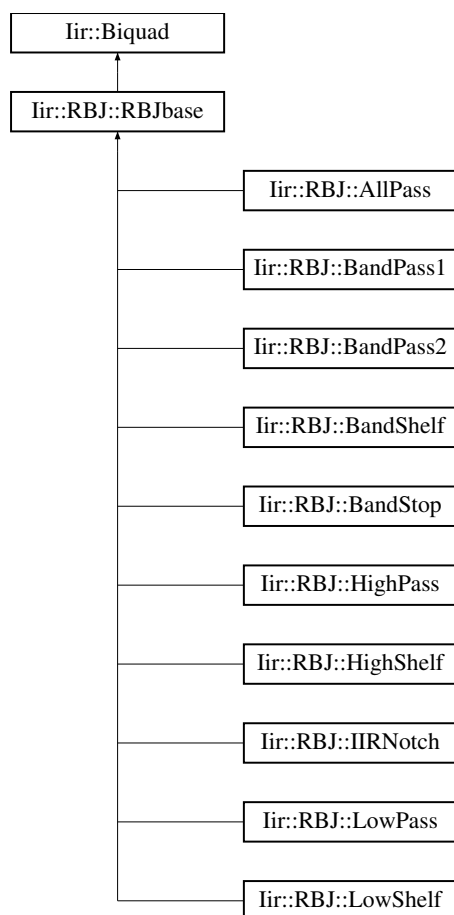 Iir::Biquad
Iir::RBJ::RBJbase
Iir::RBJ::AllPass
Iir::RBJ::BandPass1
Iir::RBJ::BandPass2
Iir::RBJ::BandShelf
Iir::RBJ::BandStop
Iir::RBJ::HighPass
Iir::RBJ::HighShelf
Iir::RBJ::IIRNotch
Iir::RBJ::LowPass
Iir::RBJ::LowShelf